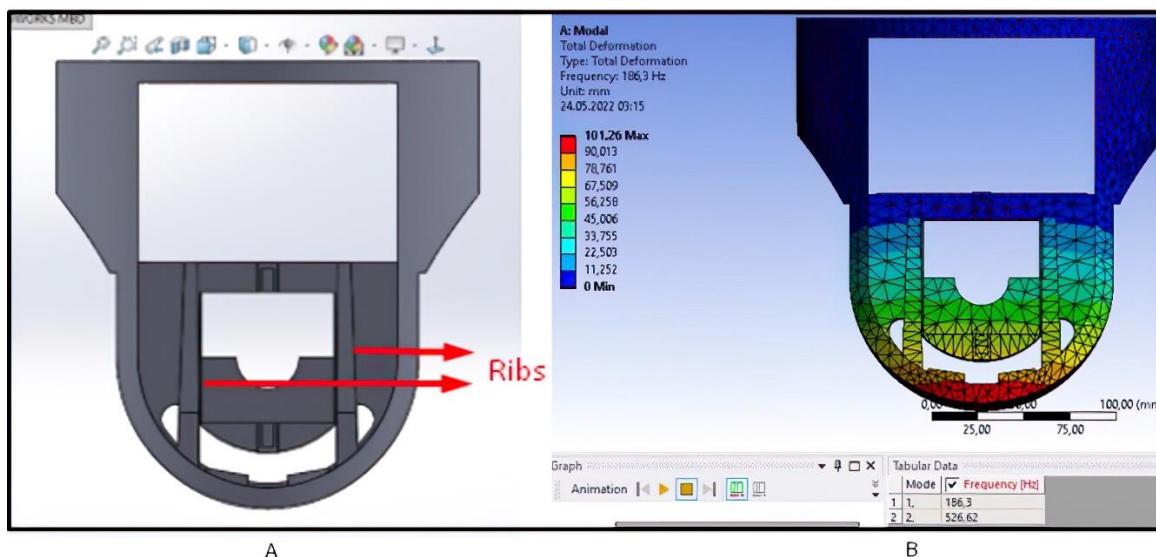 WORKS MBD
Ribs
A: Modal
Total Deformation
Type: Total Deformation
Frequency: 186,3 Hz
Unit: mm
24.05.2022 03:15
101,26 Max
90,013
78,761
67,509
56,258
45,006
33,755
22,503
11,252
0 Min
0,00
100,00 (mm
25,00
75,00
Graph
Animation
Tabular Data
Mode Frequency [Hz]
1 1, 186,3
2 2, 526,62
A
B